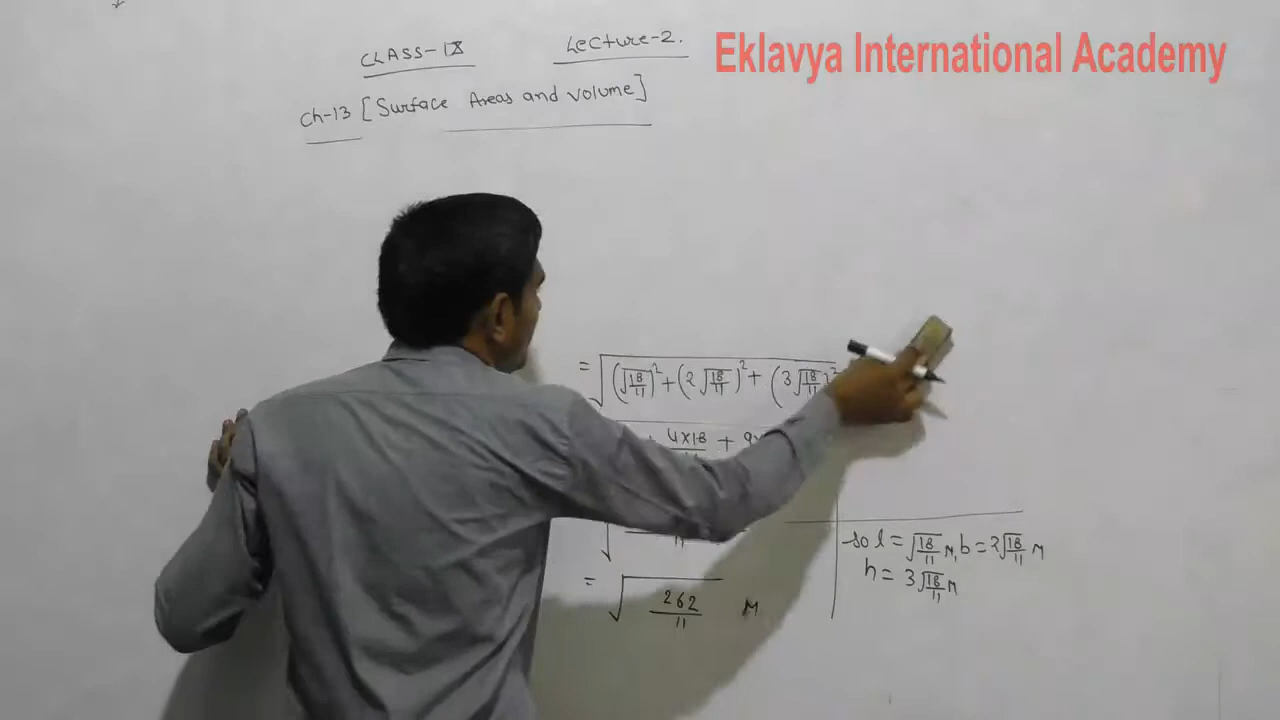 CLASS-IX Lecture-2.
Eklavya International Academy
Ch-13 [Surface Areas and volume]
= √(√18/11)² + (2√18/11)² + (3√18/11)²
+ 4×18 + 9×
11
= √262/11 M
so l = √18/11 M, b = 2√18/11 M
h = 3√18/11 M